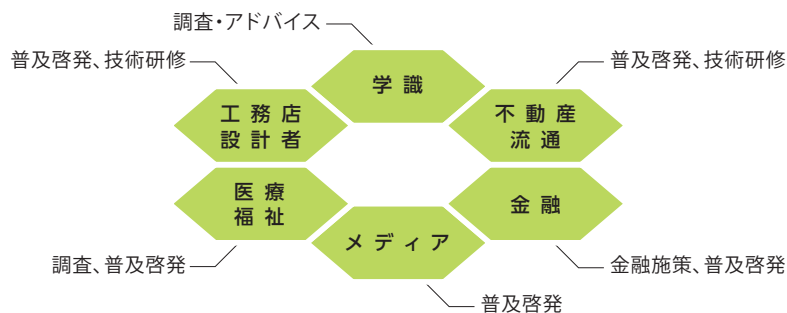 調査・アドバイス
普及啓発、技術研修
普及啓発、技術研修
学識
工務店
設計者
不動産
流通
医療
福祉
金融
メディア
調査、普及啓発
金融施策、普及啓発
普及啓発